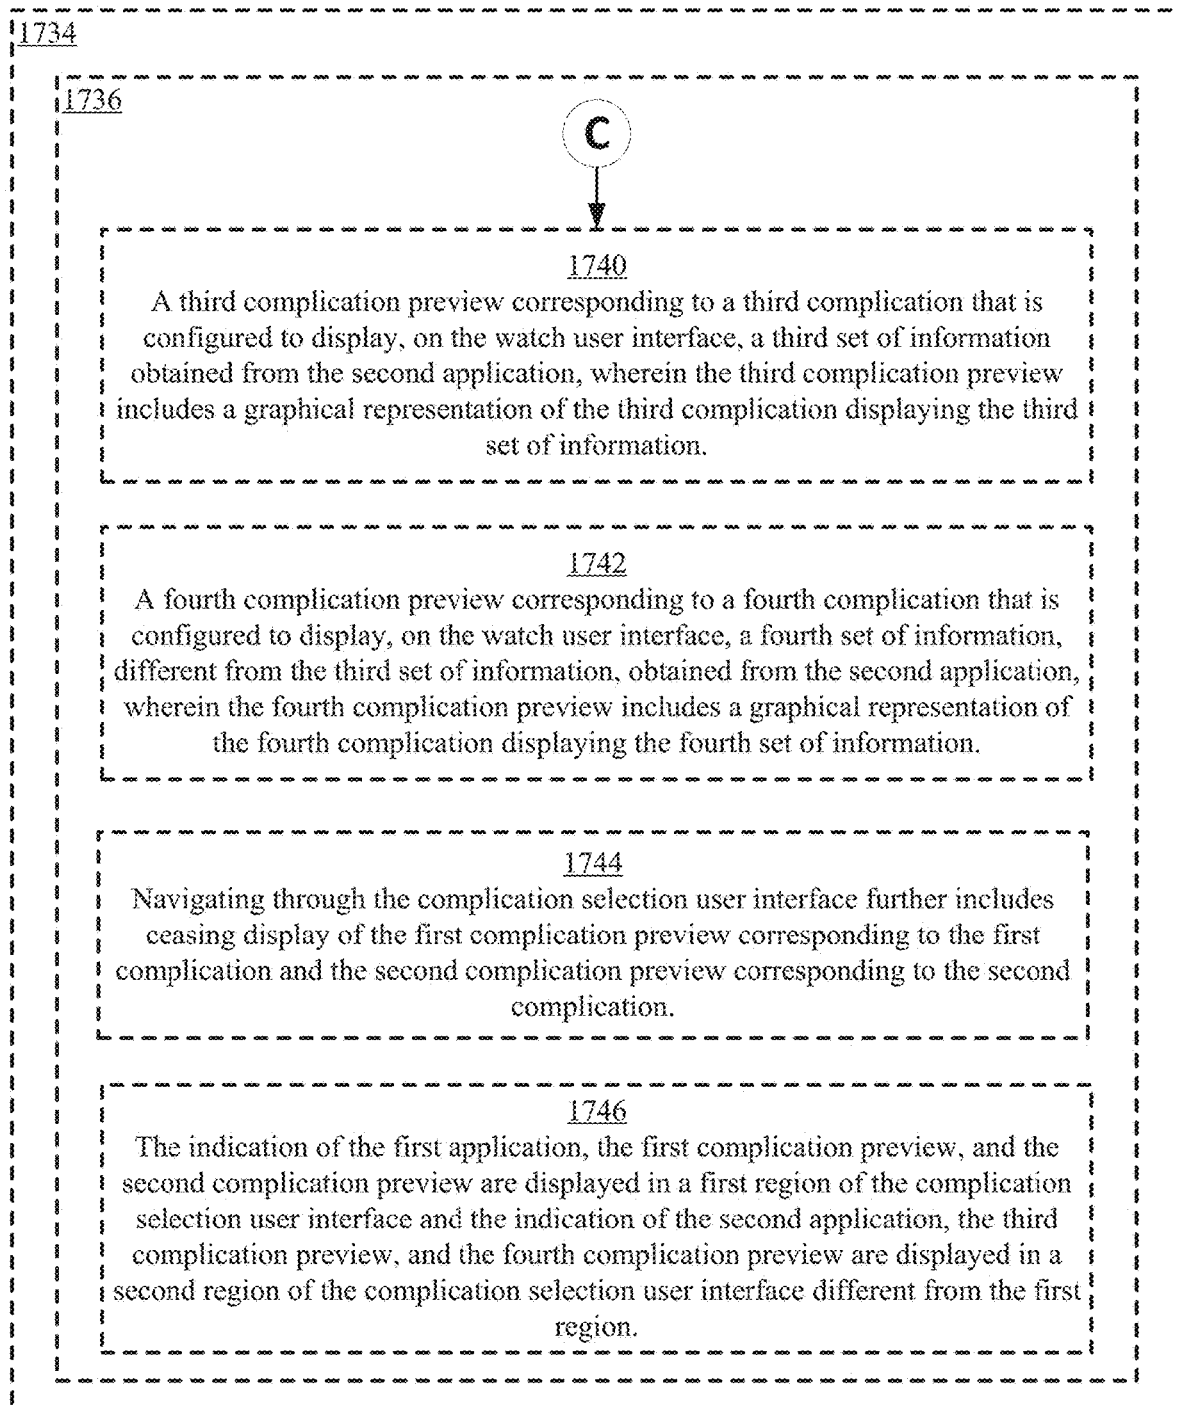 1734
1736
C
1740
A third complication preview corresponding to a third complication that is
configured to display, on the watch user interface, a third set of information
obtained from the second application, wherein the third complication preview
includes a graphical representation of the third complication displaying the third
set of information.
1742
A fourth complication preview corresponding to a fourth complication that is
configured to display, on the watch user interface, a fourth set of information,
different from the third set of information, obtained from the second application,
wherein the fourth complication preview includes a graphical representation of
the fourth complication displaying the fourth set of information.
1744
Navigating through the complication selection user interface further includes
ceasing display of the first complication preview corresponding to the first
complication and the second complication preview corresponding to the second
complication.
1746
The indication of the first application, the first complication preview, and the
second complication preview are displayed in a first region of the complication
selection user interface and the indication of the second application, the third
complication preview, and the fourth complication preview are displayed in a
second region of the complication selection user interface different from the first
region.